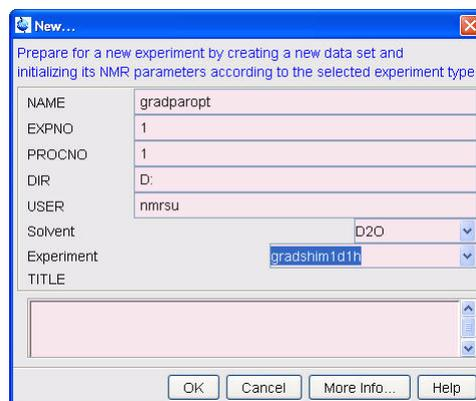 New...
Prepare for a new experiment by creating a new data set and
initializing its NMR parameters according to the selected experiment type
NAME gradparopt
EXPNO 1
PROCNO 1
DIR D:
USER nmrsu
Solvent D2O
Experiment gradshim1d1h
TITLE
OK Cancel More Info... Help